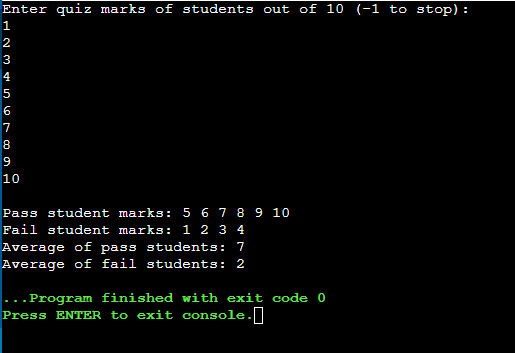 Enter quiz marks of students out of 10 (-1 to stop):
1
2
3
4
5
6
7
8
9
10
Pass student marks: 5 6 7 8 9 10
Fail student marks: 1 2 3 4
Average of pass students: 7
Average of fail students: 2
...Program finished with exit code 0
Press ENTER to exit console.